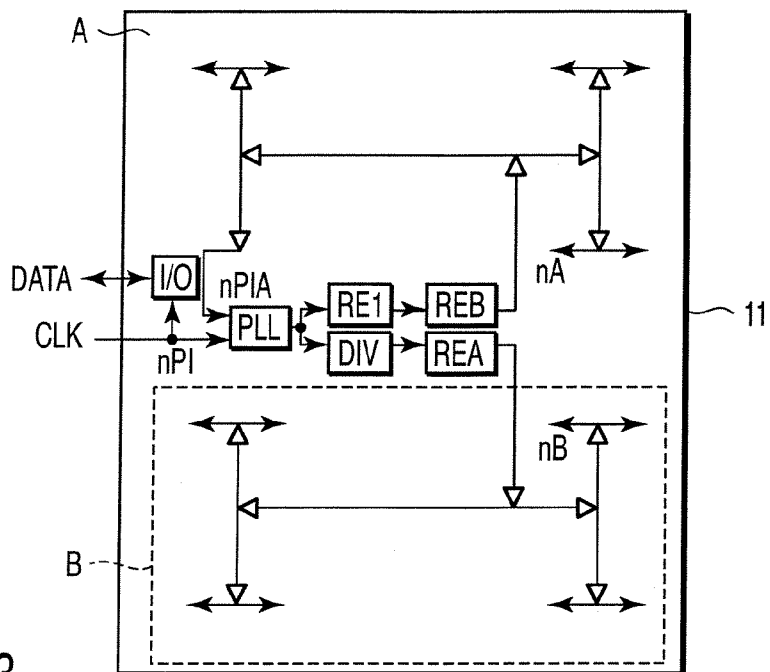 A
DATA
I/O
nPIA
RE1
REB
nA
11
CLK
PLL
nPI
DIV
REA
nB
B